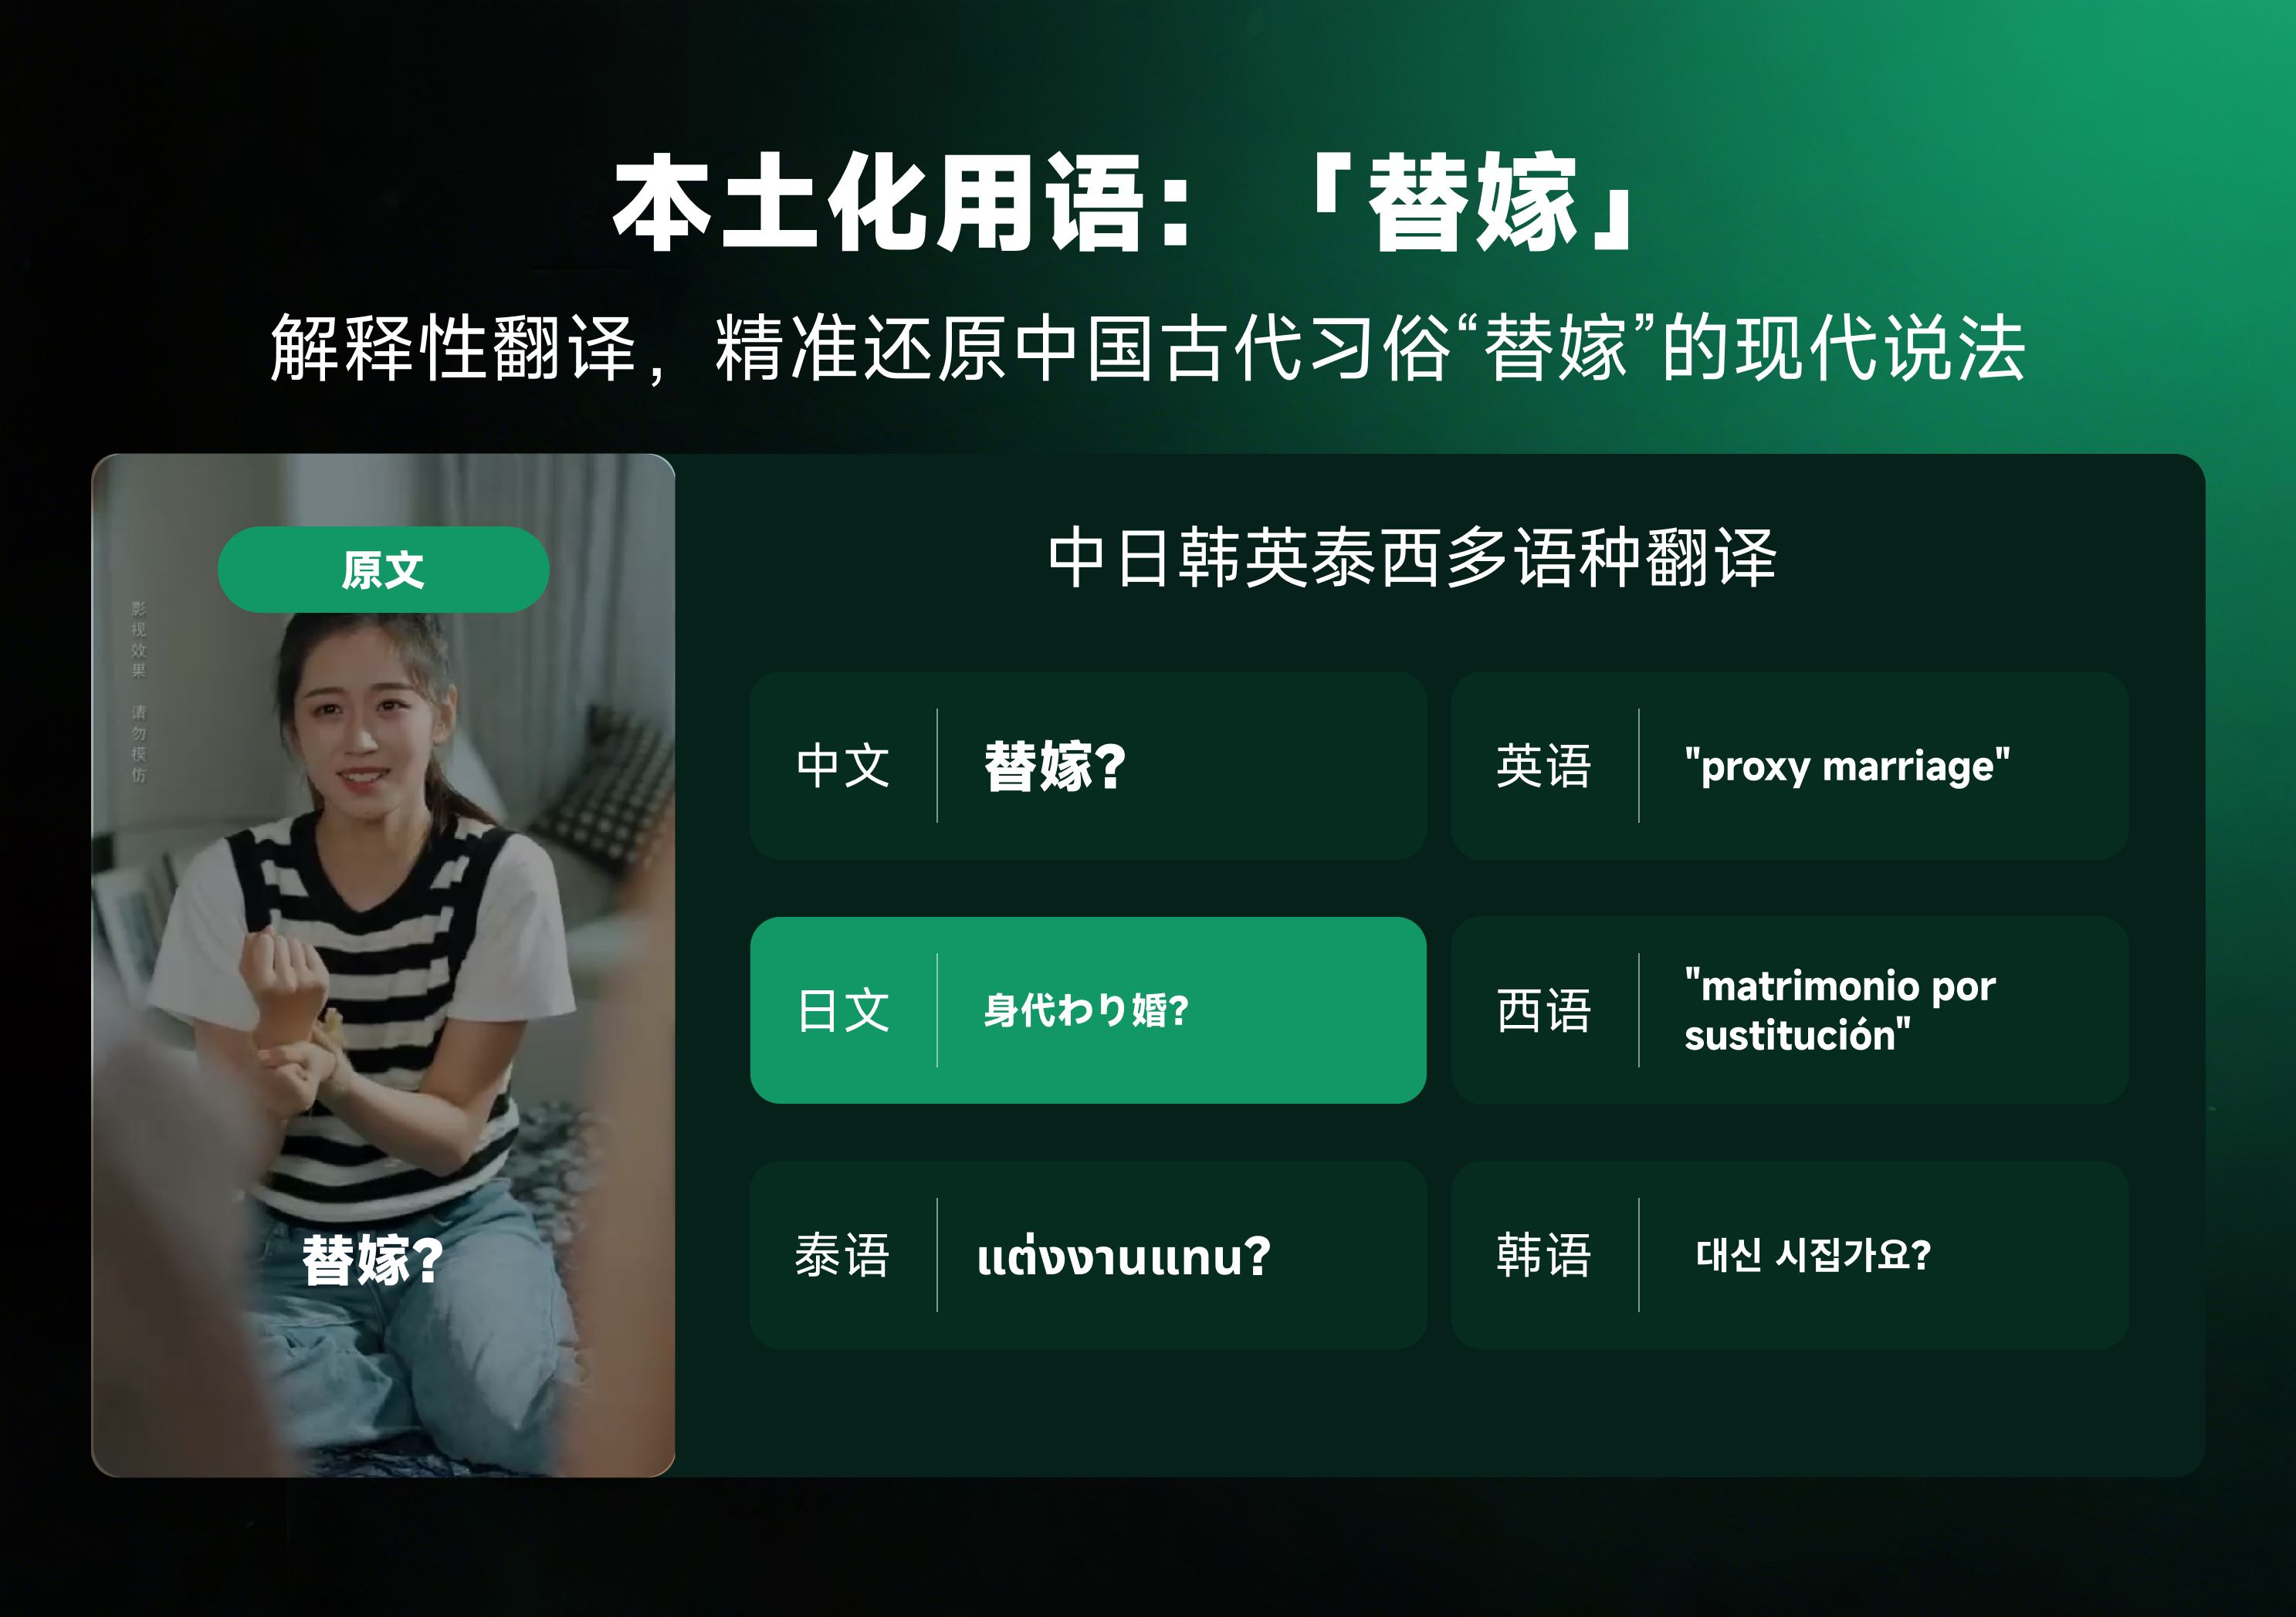 本土化用语：「替嫁」
解释性翻译，精准还原中国古代习俗“替嫁”的现代说法
原文
影视效果 请勿模仿
替嫁?
中日韩英泰西多语种翻译
中文
替嫁?
英语
"proxy marriage"
日文
身代わり婚?
西语
"matrimonio por
sustitución"
泰语
แต่งงานแทน?
韩语
대신 시집가요?